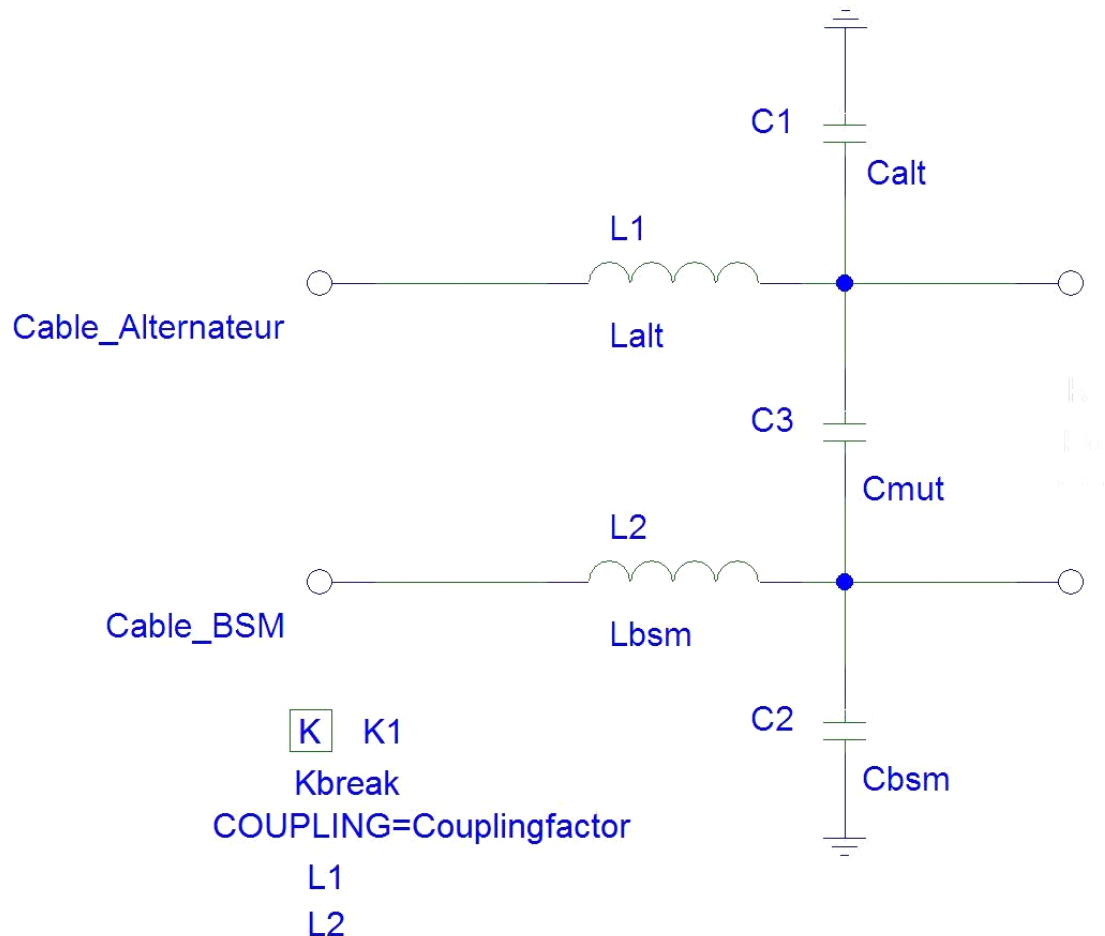 C1
Calt
L1
Cable_Alternateur
Lalt
C3
Cmut
L2
Cable_BSM
Lbsm
C2
K K1
Cbsm
Kbreak
COUPLING=Couplingfactor
L1
L2